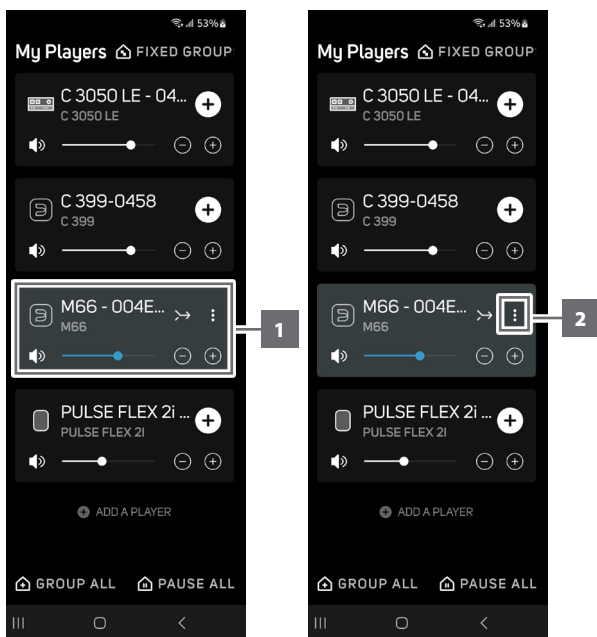 53%
My Players FIXED GROUP
C 3050 LE - 04...
C 3050 LE
C 399-0458
C 399
M66 - 004E...
M66
1
PULSE FLEX 2i ...
PULSE FLEX 2I
ADD A PLAYER
GROUP ALL PAUSE ALL
53%
My Players FIXED GROUP
C 3050 LE - 04...
C 3050 LE
C 399-0458
C 399
M66 - 004E...
M66
2
PULSE FLEX 2i ...
PULSE FLEX 2I
ADD A PLAYER
GROUP ALL PAUSE ALL